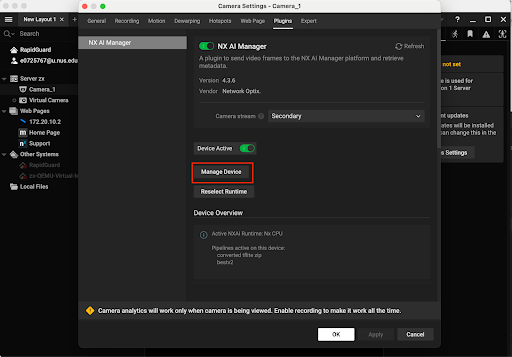 Camera Settings - Camera_1
New Layout 1
Search
RapidGuard
e0725767@u.nus.edu
Server zx
Camera_1
Virtual Camera
Web Pages
172.20.10.2
Home Page
Support
Other Systems
RapidGuard
zx-QEMU-Virtual-M
Local Files
General
Recording
Motion
Dewarping
Hotspots
Web Page
Plugins
Expert
NX AI Manager
NX AI Manager
Refresh
A plugin to send video frames to the NX AI Manager platform and retrieve
metadata.
Version 4.3.6
Vendor Network Optix.
Camera stream
Secondary
Device Active
Manage Device
Reselect Runtime
Device Overview
Active NXAI Runtime: Nx CPU
Pipelines active on this device:
converted tflite zip
bestv2
Camera analytics will work only when camera is being viewed. Enable recording to make it work all the time.
OK
Apply
Cancel
not set
e is used for
on 1 Server
nt updates
ates will be installed
can change this in the
s Settings